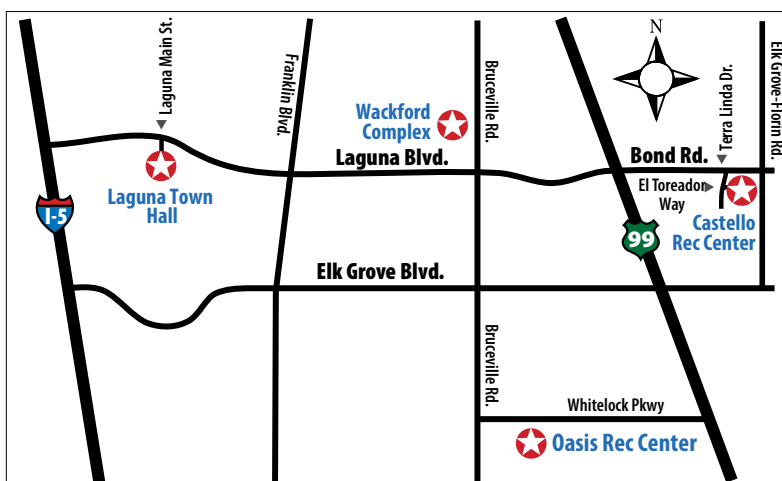 Laguna Main St.
Franklin Blvd.
Bruceville Rd.
N
Terra Linda Dr.
Elk Grove-Florin Rd.
Wackford
Complex
Laguna Blvd.
Bond Rd.
Laguna Town
Hall
El Toreador
Way
I-5
99
Castello
Rec Center
Elk Grove Blvd.
Bruceville Rd.
Whitelock Pkwy
Oasis Rec Center